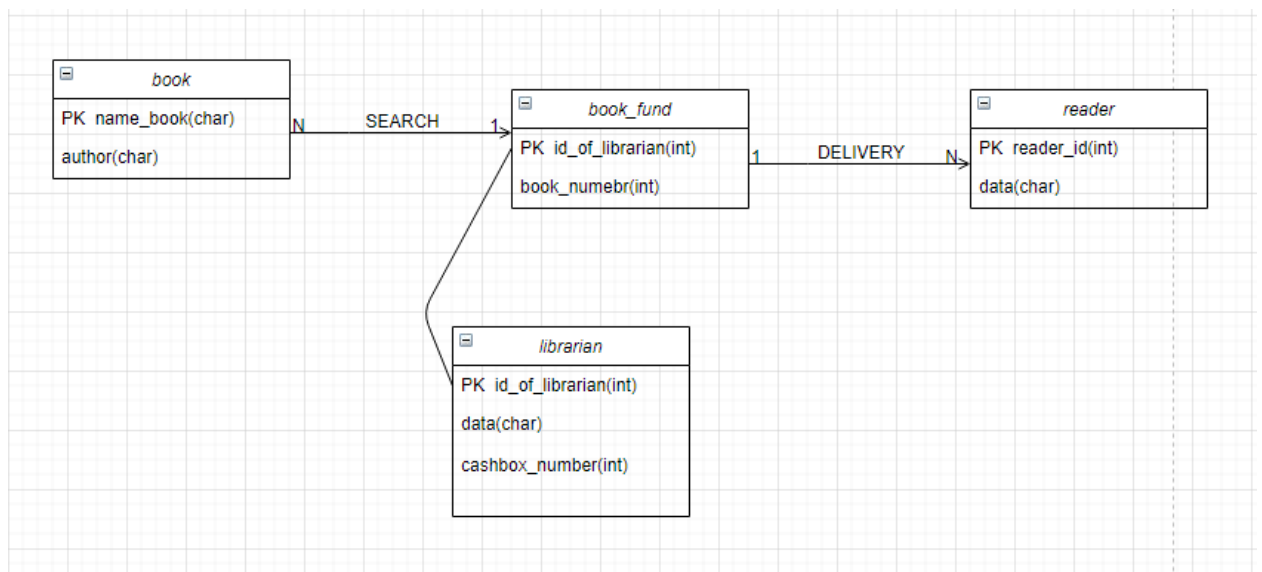 book
PK name_book(char)
author(char)
N SEARCH 1
book_fund
PK id_of_librarian(int)
book_numebr(int)
1 DELIVERY N
reader
PK reader_id(int)
data(char)
librarian
PK id_of_librarian(int)
data(char)
cashbox_number(int)